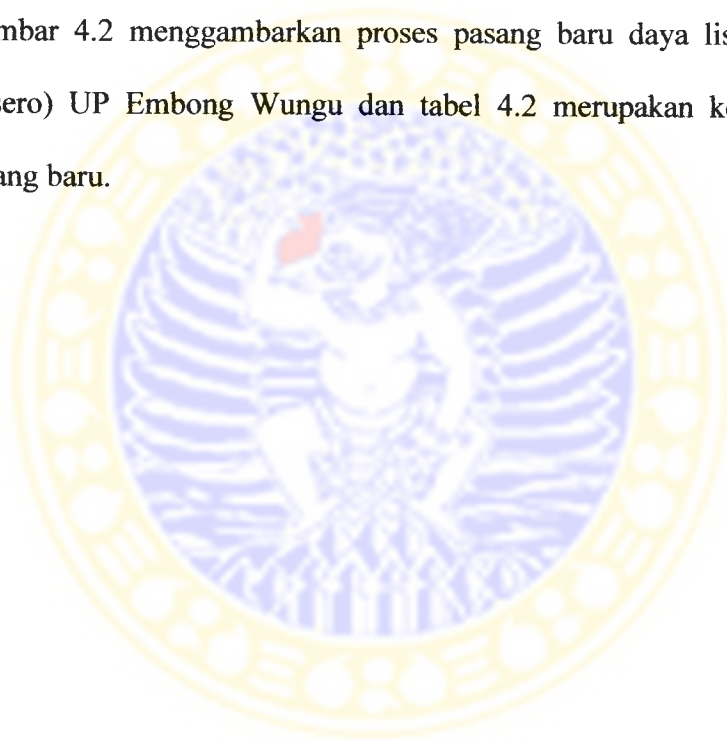 mbar 4.2 menggambarkan proses pasang baru daya lis
sero) UP Embong Wungu dan tabel 4.2 merupakan k
ang baru.